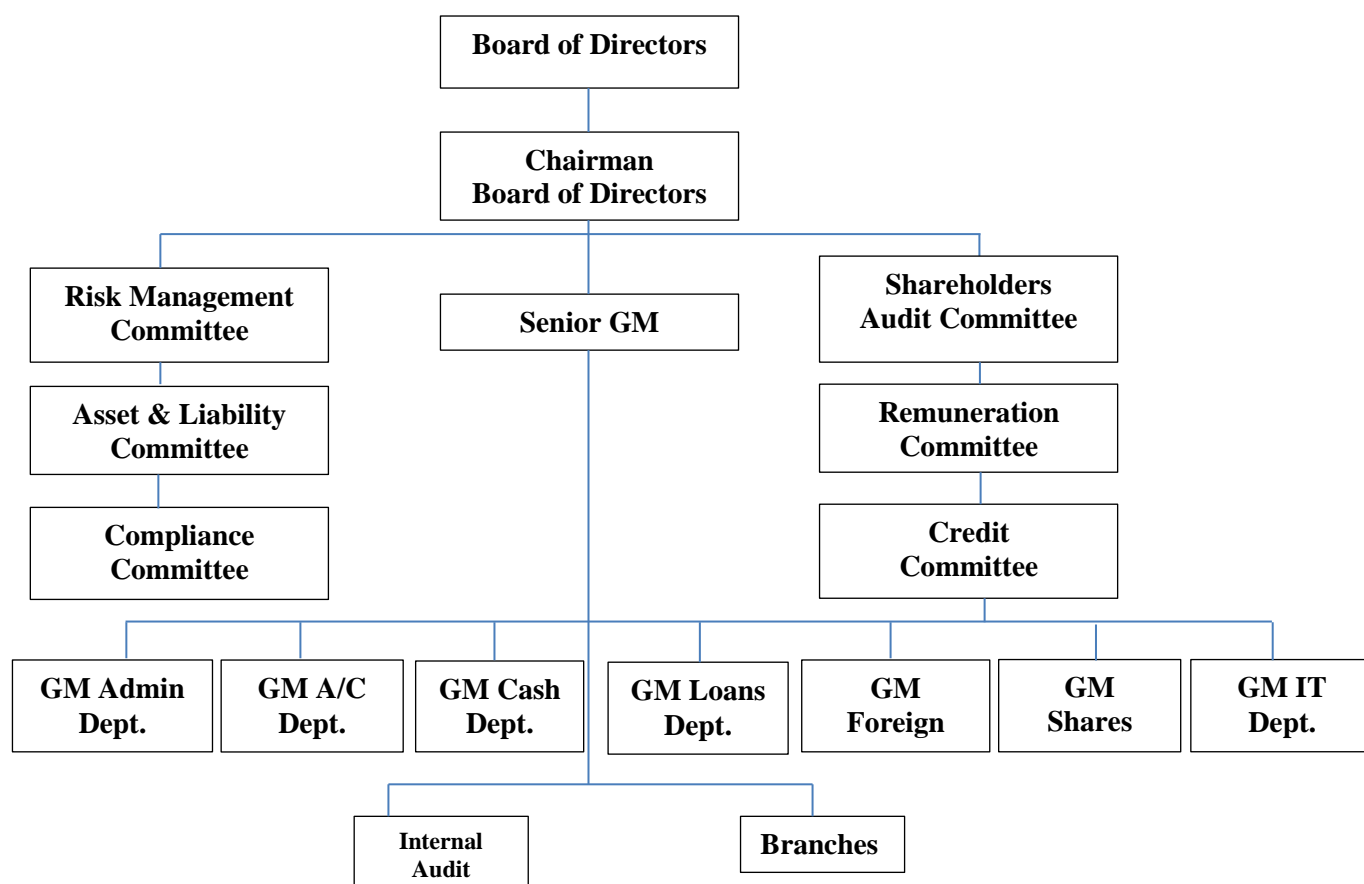 Board of Directors
Chairman
Board of Directors
Risk Management
Committee
Senior GM
Shareholders
Audit Committee
Asset & Liability
Committee
Remuneration
Committee
Compliance
Committee
Credit
Committee
GM Admin
Dept.
GM A/C
Dept.
GM Cash
Dept.
GM Loans
Dept.
GM
Foreign
GM
Shares
GM IT
Dept.
Internal
Audit
Branches